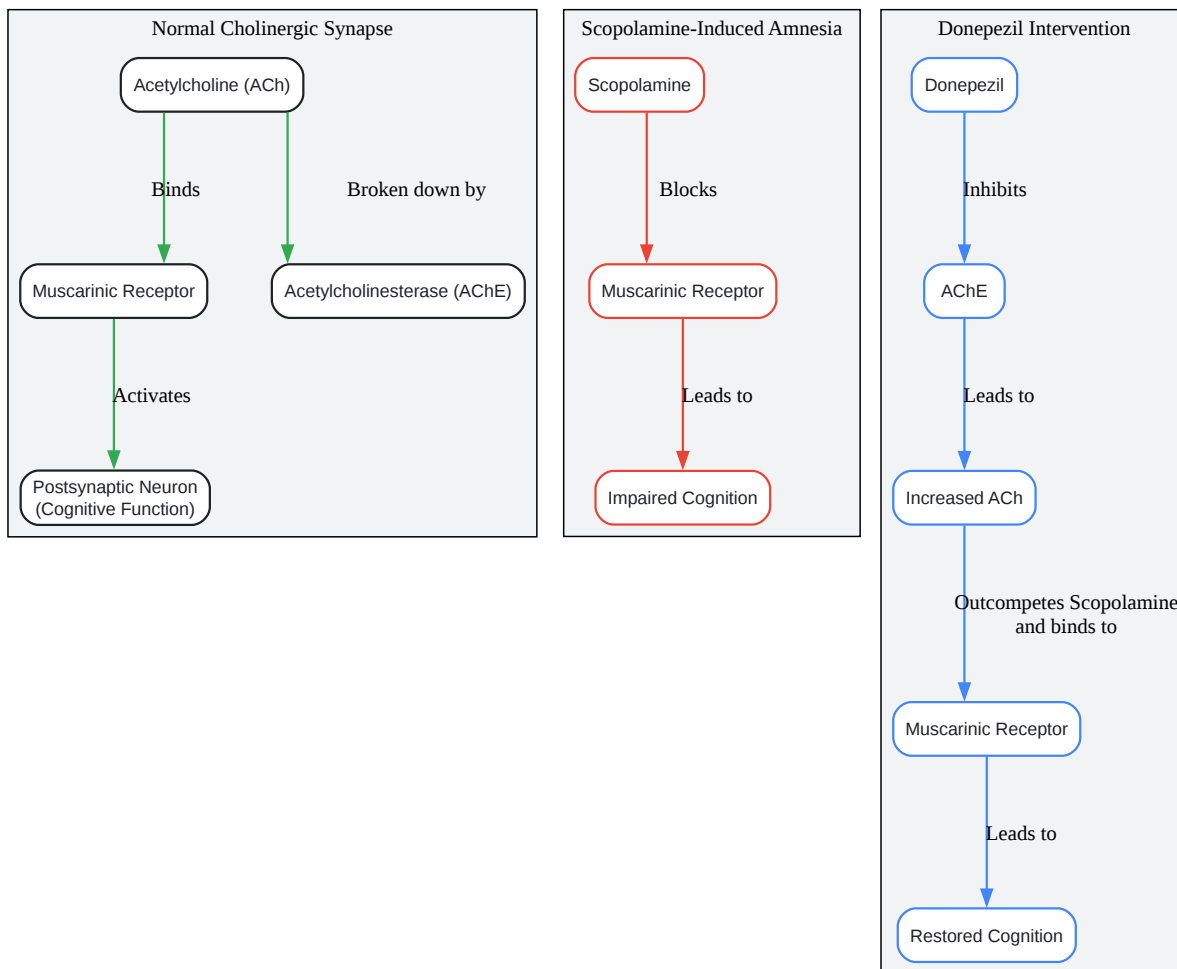 Normal Cholinergic Synapse
Acetylcholine (ACh)
Binds
Broken down by
Muscarinic Receptor
Acetylcholinesterase (AChE)
Activates
Postsynaptic Neuron
(Cognitive Function)
Scopolamine-Induced Amnesia
Scopolamine
Blocks
Muscarinic Receptor
Leads to
Impaired Cognition
Donepezil Intervention
Donepezil
Inhibits
AChE
Leads to
Increased ACh
Outcompetes Scopolamine
and binds to
Muscarinic Receptor
Leads to
Restored Cognition